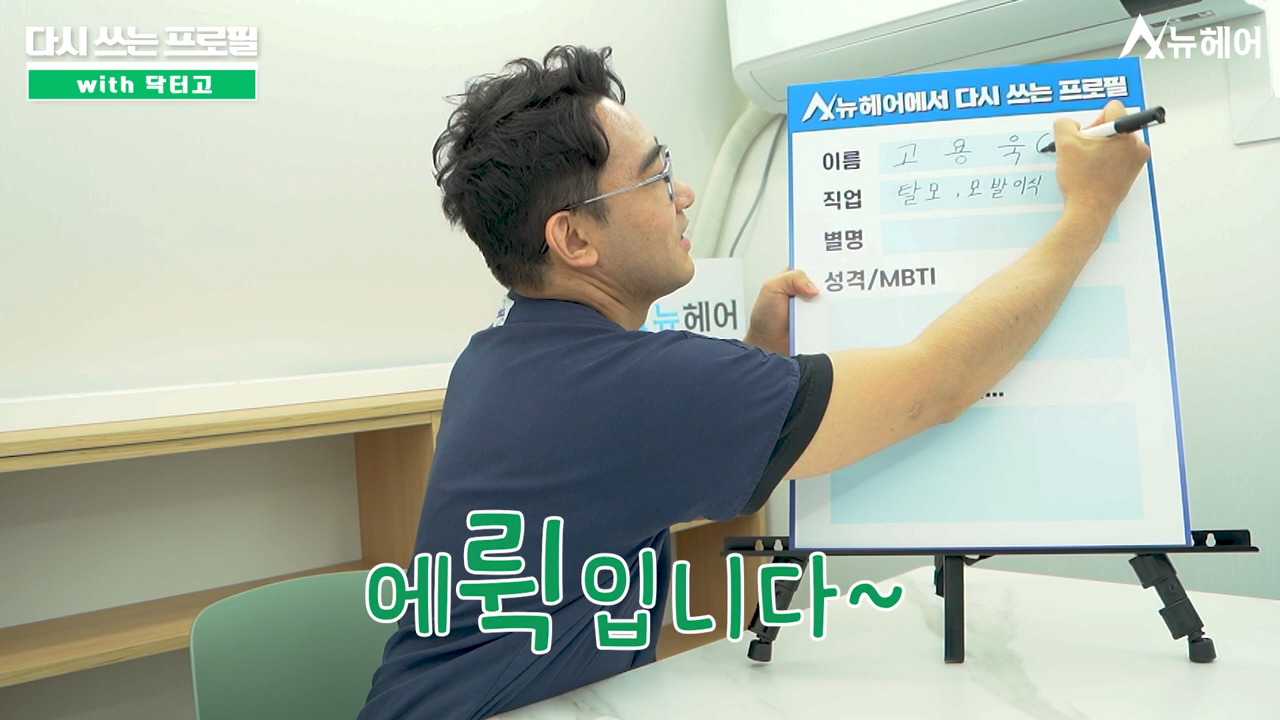 다시 쓰는 프로필
with 닥터고
뉴헤어
뉴헤어에서 다시 쓰는 프로필
이름 고 용 욱 (
직업 탈모, 모발이식
별명
성격/MBTI
뉴헤어
에뤽입니다~